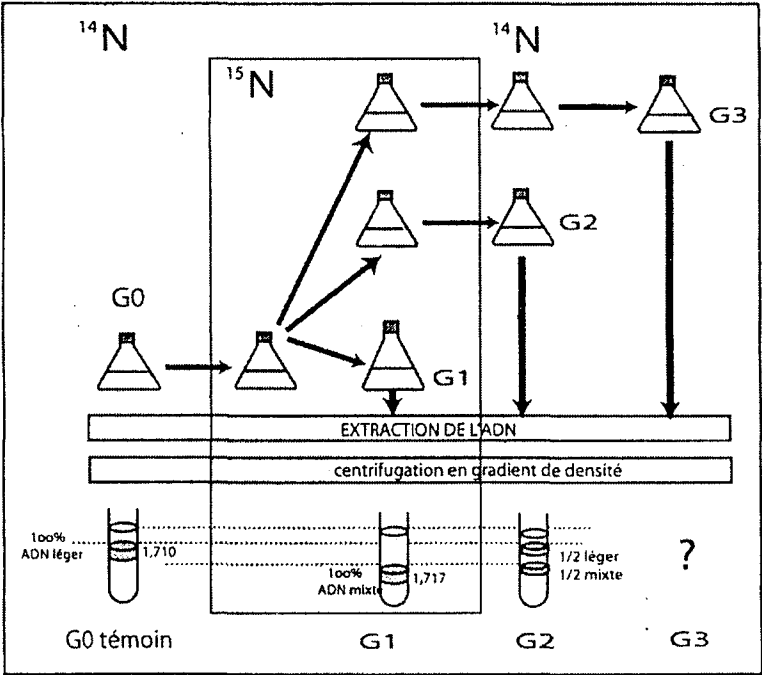 14N
14N
15N
G3
G2
G0
G1
EXTRACTION DE L'ADN
centrifugation en gradient de densité
100%
ADN léger
1,710
100%
ADN mixte
1,717
1/2 léger
1/2 mixte
?
G0 témoin
G1
G2
G3